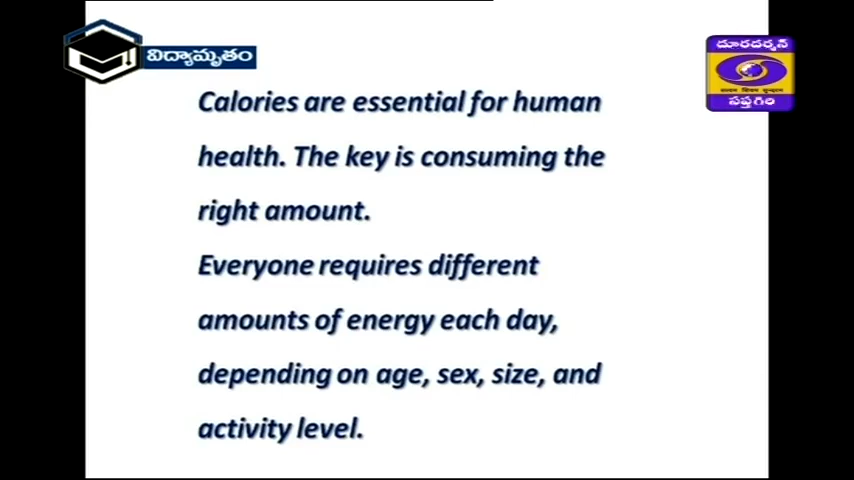 విద్యామృతం
దూరదర్శన్
సప్తగిరి
Calories are essential for human
health. The key is consuming the
right amount.
Everyone requires different
amounts of energy each day,
depending on age, sex, size, and
activity level.